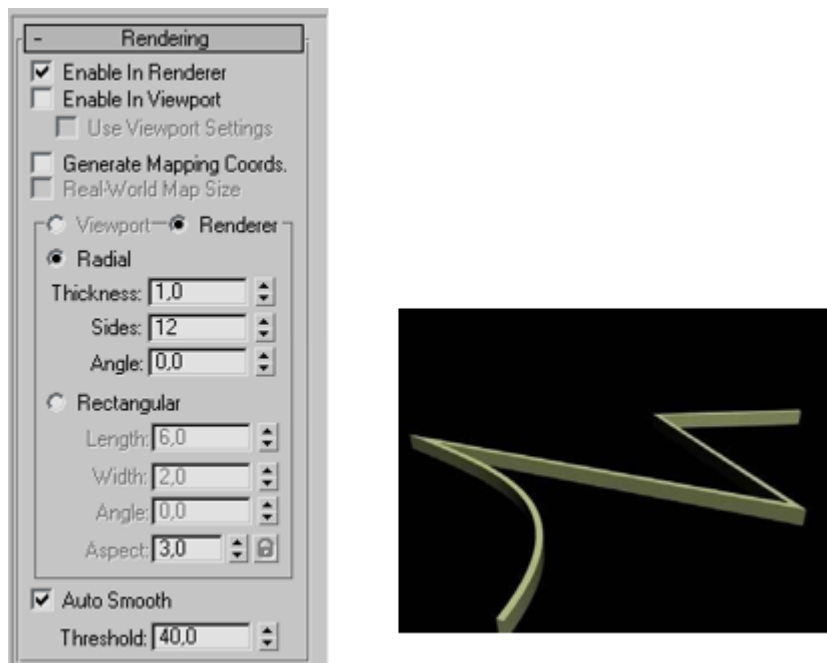 - Rendering
Enable In Renderer
Enable In Viewport
Use Viewport Settings
Generate Mapping Coords.
Real-World Map Size
Viewport Renderer
Radial
Thickness: 1,0
Sides: 12
Angle: 0,0
Rectangular
Length: 6,0
Width: 2,0
Angle: 0,0
Aspect: 3,0
Auto Smooth
Threshold: 40,0